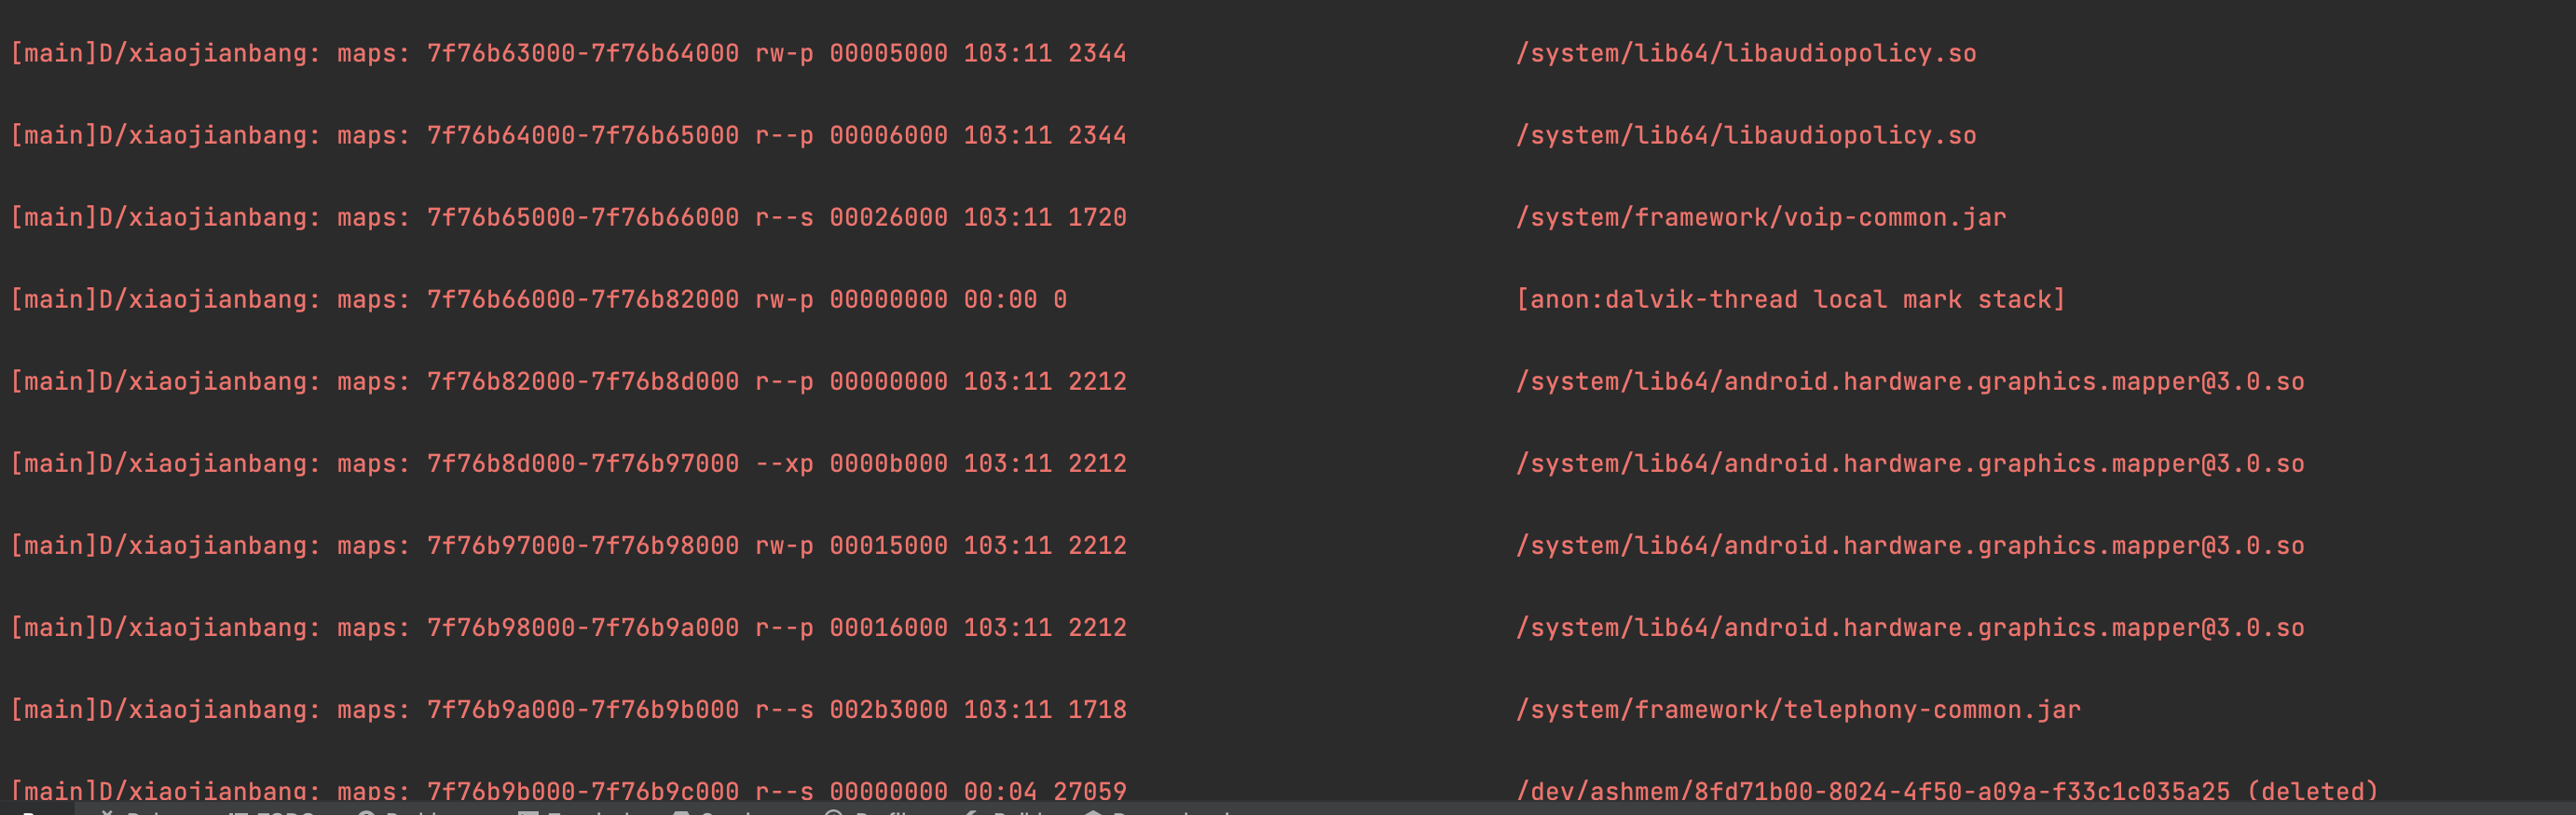 [main]D/xiaojianbang: maps: 7f76b63000-7f76b64000 rw-p 00005000 103:11 2344 /system/lib64/libaudiopolicy.so
[main]D/xiaojianbang: maps: 7f76b64000-7f76b65000 r--p 00006000 103:11 2344 /system/lib64/libaudiopolicy.so
[main]D/xiaojianbang: maps: 7f76b65000-7f76b66000 r--s 00026000 103:11 1720 /system/framework/voip-common.jar
[main]D/xiaojianbang: maps: 7f76b66000-7f76b82000 rw-p 00000000 00:00 0 [anon:dalvik-thread local mark stack]
[main]D/xiaojianbang: maps: 7f76b82000-7f76b8d000 r--p 00000000 103:11 2212 /system/lib64/android.hardware.graphics.mapper@3.0.so
[main]D/xiaojianbang: maps: 7f76b8d000-7f76b97000 --xp 0000b000 103:11 2212 /system/lib64/android.hardware.graphics.mapper@3.0.so
[main]D/xiaojianbang: maps: 7f76b97000-7f76b98000 rw-p 00015000 103:11 2212 /system/lib64/android.hardware.graphics.mapper@3.0.so
[main]D/xiaojianbang: maps: 7f76b98000-7f76b9a000 r--p 00016000 103:11 2212 /system/lib64/android.hardware.graphics.mapper@3.0.so
[main]D/xiaojianbang: maps: 7f76b9a000-7f76b9b000 r--s 002b3000 103:11 1718 /system/framework/telephony-common.jar
[main]D/xiaojianbang: maps: 7f76b9b000-7f76b9c000 r--s 00000000 00:04 27059 /dev/ashmem/8fd71b00-8024-4f50-a09a-f33c1c035a25 (deleted)